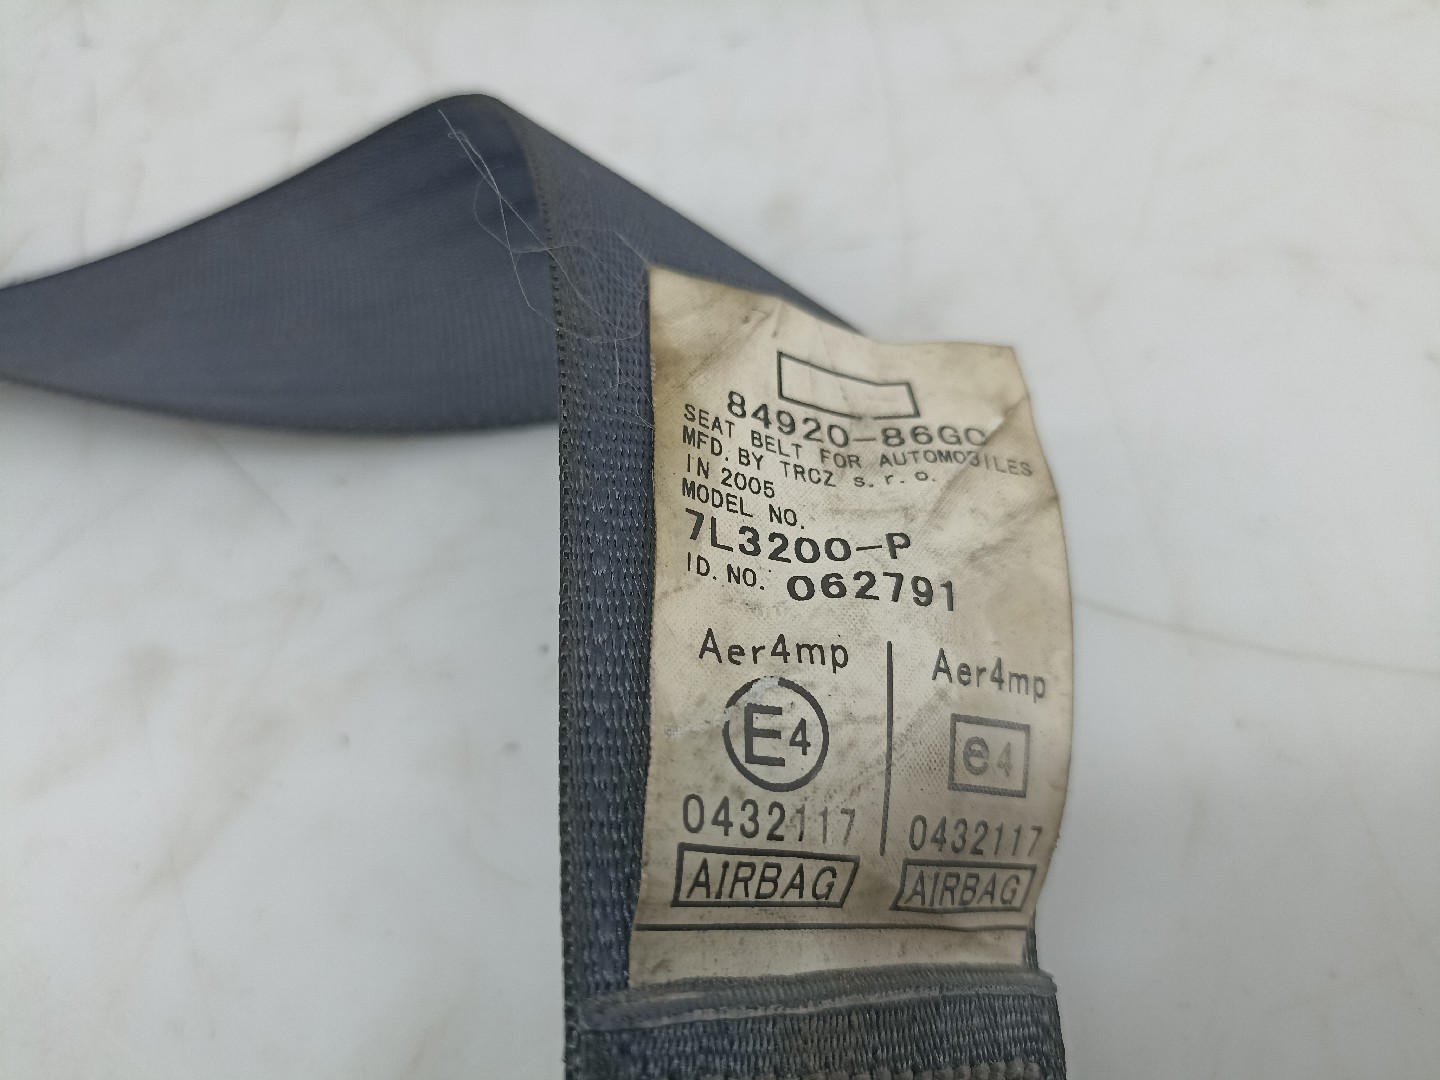 84920-86G0
SEAT BELT FOR AUTOMOBILES
MFD. BY TRCZ s. r. o.
IN 2005
MODEL NO.
7L3200-P
ID. NO. 062791
Aer4mp Aer4mp
E4 e4
0432117 0432117
AIRBAG AIRBAG